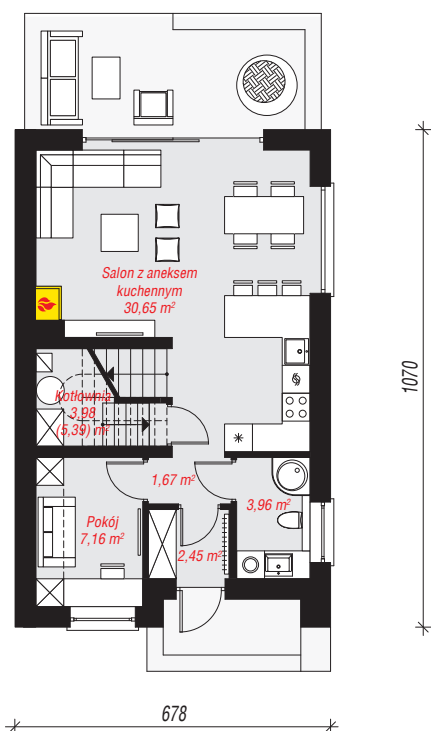 Salon z aneksem
kuchennym
30,65 m²
1070
Kotłownia
3,98
(5,39) m²
1,67 m²
3,96 m²
Pokój
7,16 m²
2,45 m²
678